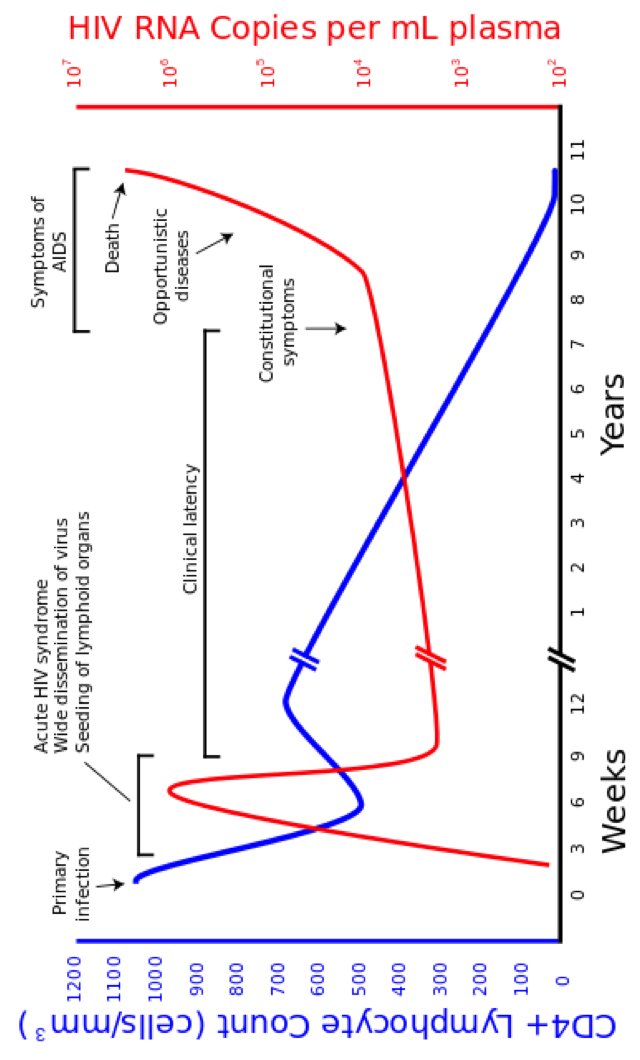 HIV RNA Copies per mL plasma
10⁷
10⁶
10⁵
10⁴
10³
10²
Symptoms of
AIDS
Death
Opportunistic
diseases
Constitutional
symptoms
Clinical latency
Acute HIV syndrome
Wide dissemination of virus
Seeding of lymphoid organs
Primary
infection
0
3
6
9
12
1
2
3
4
5
6
7
8
9
10
11
Weeks
Years
1200
1100
1000
900
800
700
600
500
400
300
200
100
0
CD4+ Lymphocyte Count (cells/mm³)